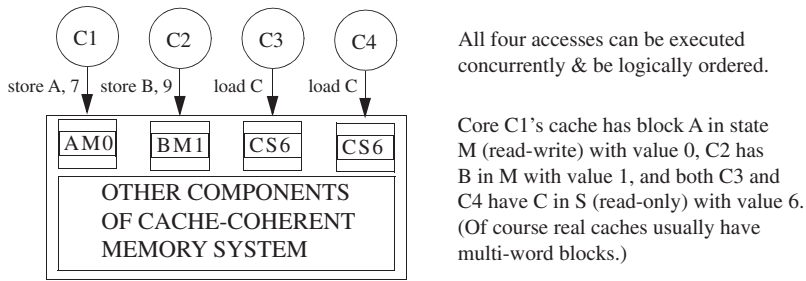 C1 C2 C3 C4
store A, 7 store B, 9 load C load C
AM0 BM1 CS6 CS6
OTHER COMPONENTS
OF CACHE-COHERENT
MEMORY SYSTEM
All four accesses can be executed
concurrently & be logically ordered.
Core C1's cache has block A in state
M (read-write) with value 0, C2 has
B in M with value 1, and both C3 and
C4 have C in S (read-only) with value 6.
(Of course real caches usually have
multi-word blocks.)